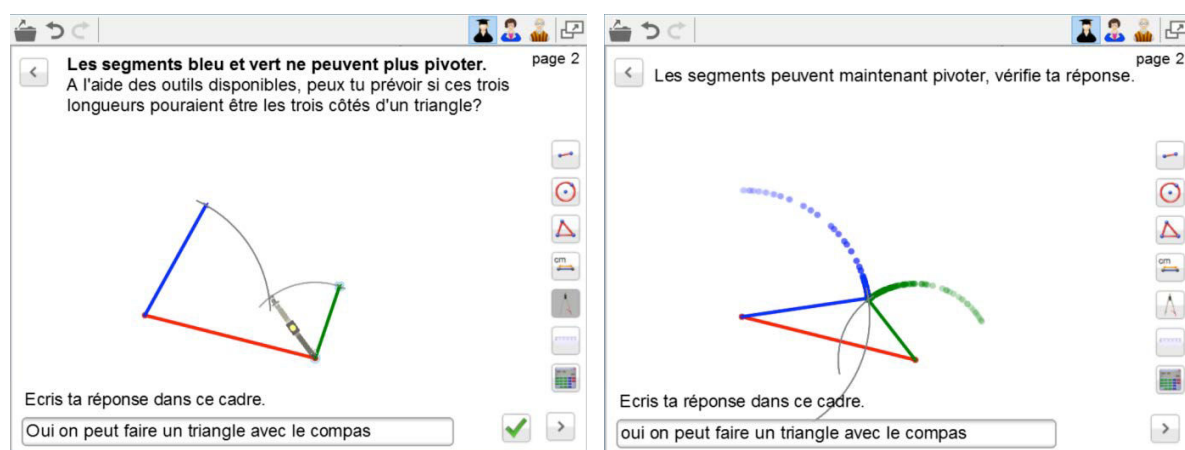 Les segments bleu et vert ne peuvent plus pivoter.
page 2
A l'aide des outils disponibles, peux tu prévoir si ces trois
longueurs pouraient être les trois côtés d'un triangle?
cm
Ecris ta réponse dans ce cadre.
Oui on peut faire un triangle avec le compas
page 2
Les segments peuvent maintenant pivoter, vérifie ta réponse.
cm
Ecris ta réponse dans ce cadre.
oui on peut faire un triangle avec le compas